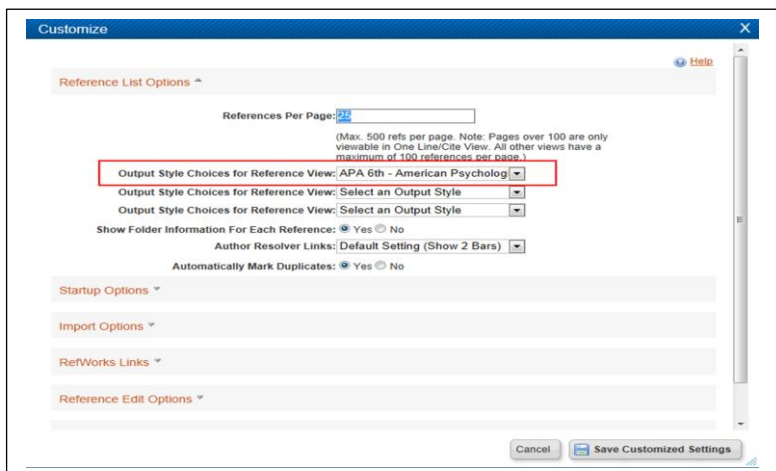 Customize X
Help
Reference List Options
References Per Page: 25
(Max. 500 refs per page. Note: Pages over 100 are only
viewable in One Line/Cite View. All other views have a
maximum of 100 references per page.)
Output Style Choices for Reference View: APA 6th - American Psycholog
Output Style Choices for Reference View: Select an Output Style
Output Style Choices for Reference View: Select an Output Style
Show Folder Information For Each Reference: Yes No
Author Resolver Links: Default Setting (Show 2 Bars)
Automatically Mark Duplicates: Yes No
Startup Options
Import Options
RefWorks Links
Reference Edit Options
Cancel Save Customized Settings